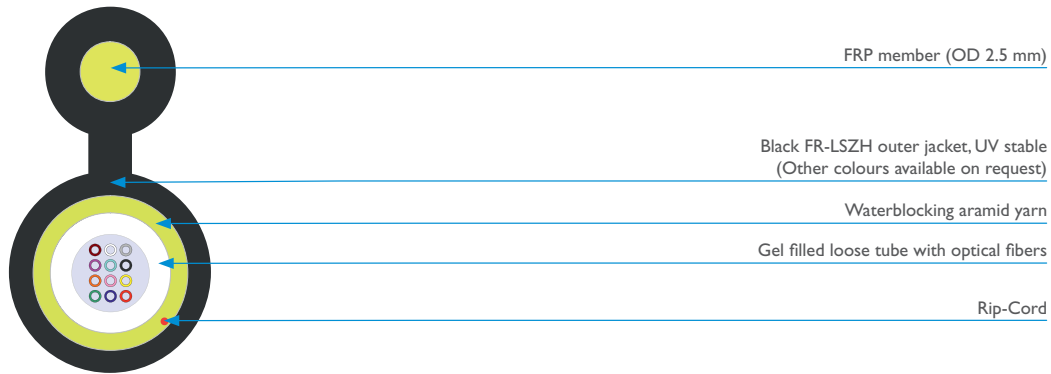 FRP member (OD 2.5 mm)
Black FR-LSZH outer jacket, UV stable
(Other colours available on request)
Waterblocking aramid yarn
Gel filled loose tube with optical fibers
Rip-Cord